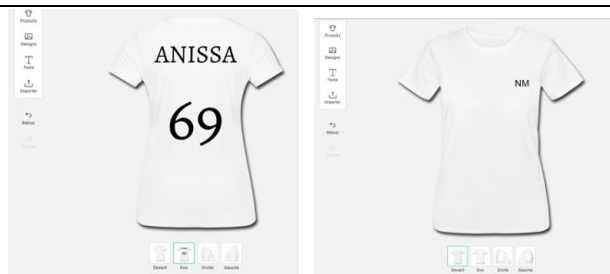 Produits
Designs
Texte
Importer
Retour
ANISSA
69
Devant
Dos
Droite
Gauche
Produits
Designs
Texte
Importer
Retour
NM
Devant
Dos
Droite
Gauche